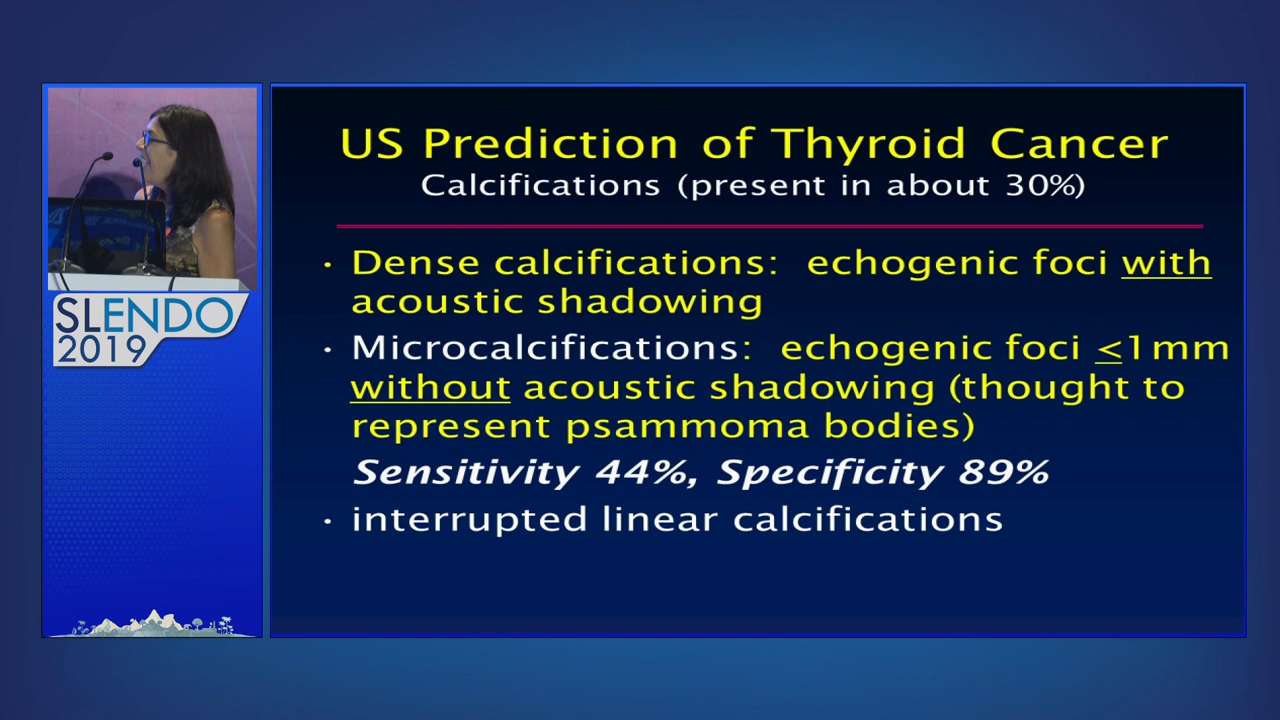 US Prediction of Thyroid Cancer
Calcifications (present in about 30%)
· Dense calcifications: echogenic foci with
acoustic shadowing
· Microcalcifications: echogenic foci ≤1mm
without acoustic shadowing (thought to
represent psammoma bodies)
Sensitivity 44%, Specificity 89%
· interrupted linear calcifications
SLENDO
2019